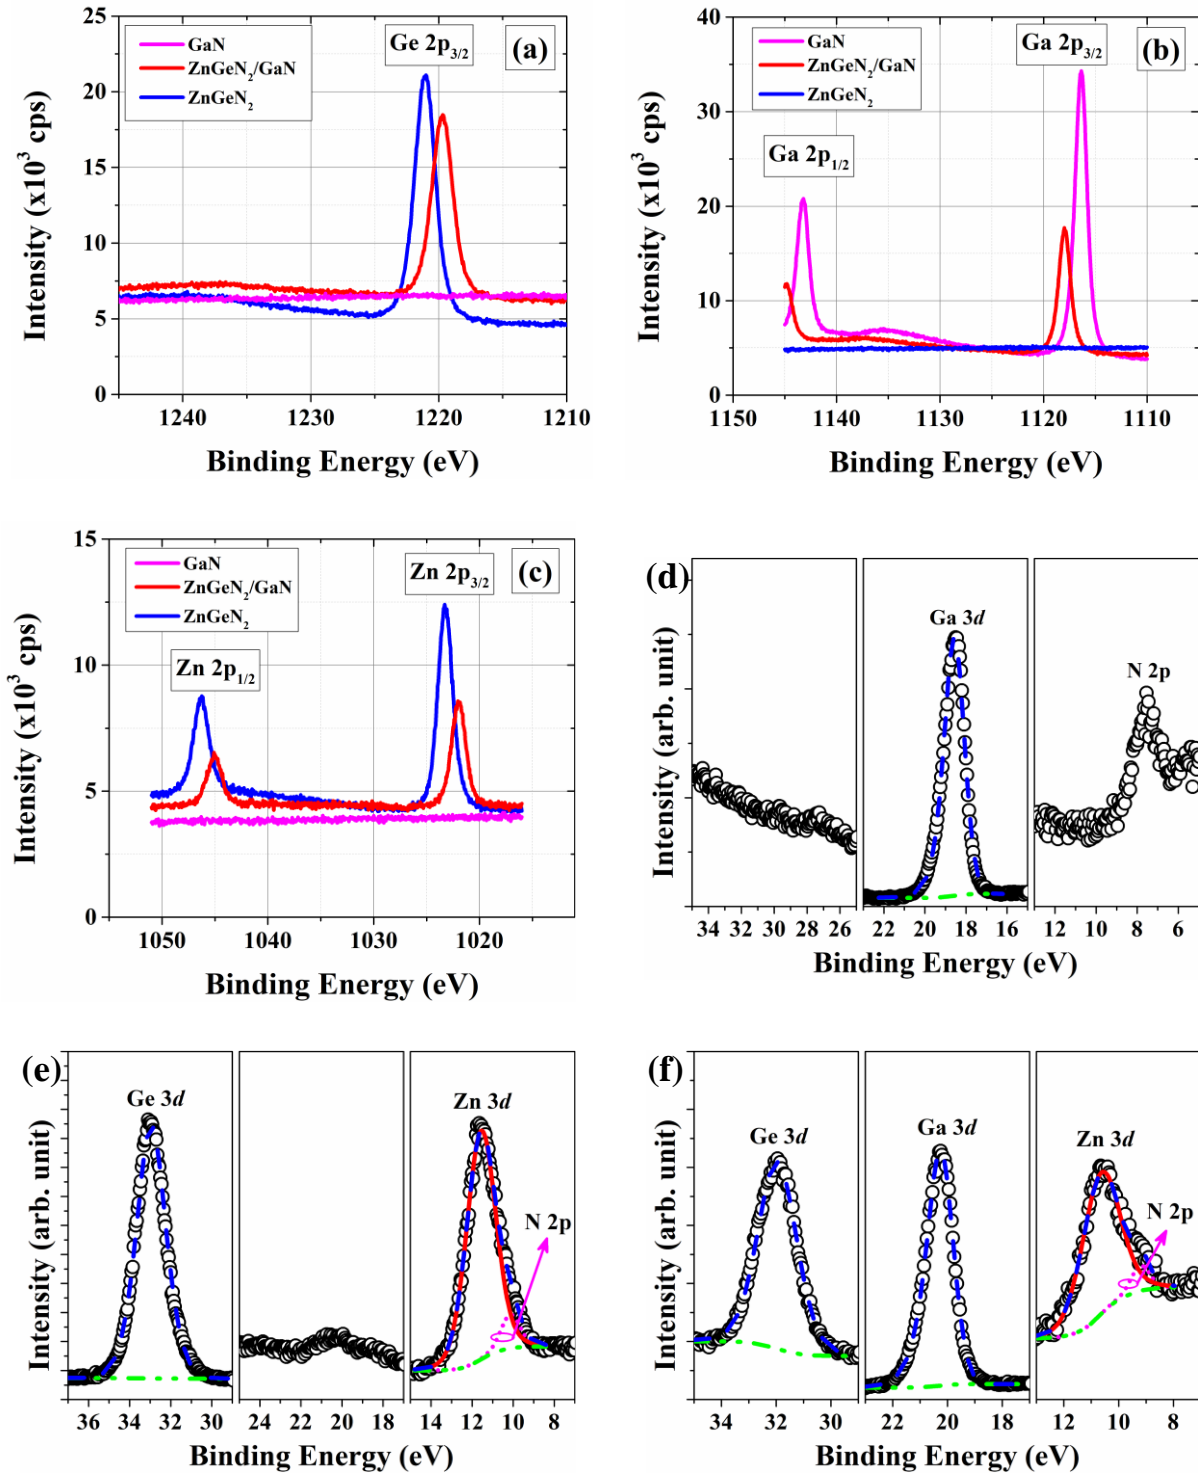 GaN
ZnGeN2/GaN
ZnGeN2
Ge 2p3/2
(a)
25
20
15
10
5
0
1240
1230
1220
1210
Intensity (x10³ cps)
Binding Energy (eV)
GaN
ZnGeN2/GaN
ZnGeN2
Ga 2p3/2
(b)
Ga 2p1/2
40
30
20
10
0
1150
1140
1130
1120
1110
Intensity (x10³ cps)
Binding Energy (eV)
GaN
ZnGeN2/GaN
ZnGeN2
Zn 2p3/2
(c)
Zn 2p1/2
15
10
5
0
1050
1040
1030
1020
Intensity (x10³ cps)
Binding Energy (eV)
(d)
Ga 3d
N 2p
Intensity (arb. unit)
34 32 30 28 26
20 18 16
12 10 8 6
Binding Energy (eV)
(e)
Ge 3d
Zn 3d
N 2p
Intensity (arb. unit)
36 33 30
24 22 20 18
14 12 10 8
Binding Energy (eV)
(f)
Ge 3d
Ga 3d
Zn 3d
N 2p
Intensity (arb. unit)
34 32 30
22 20 18
12 10 8
Binding Energy (eV)